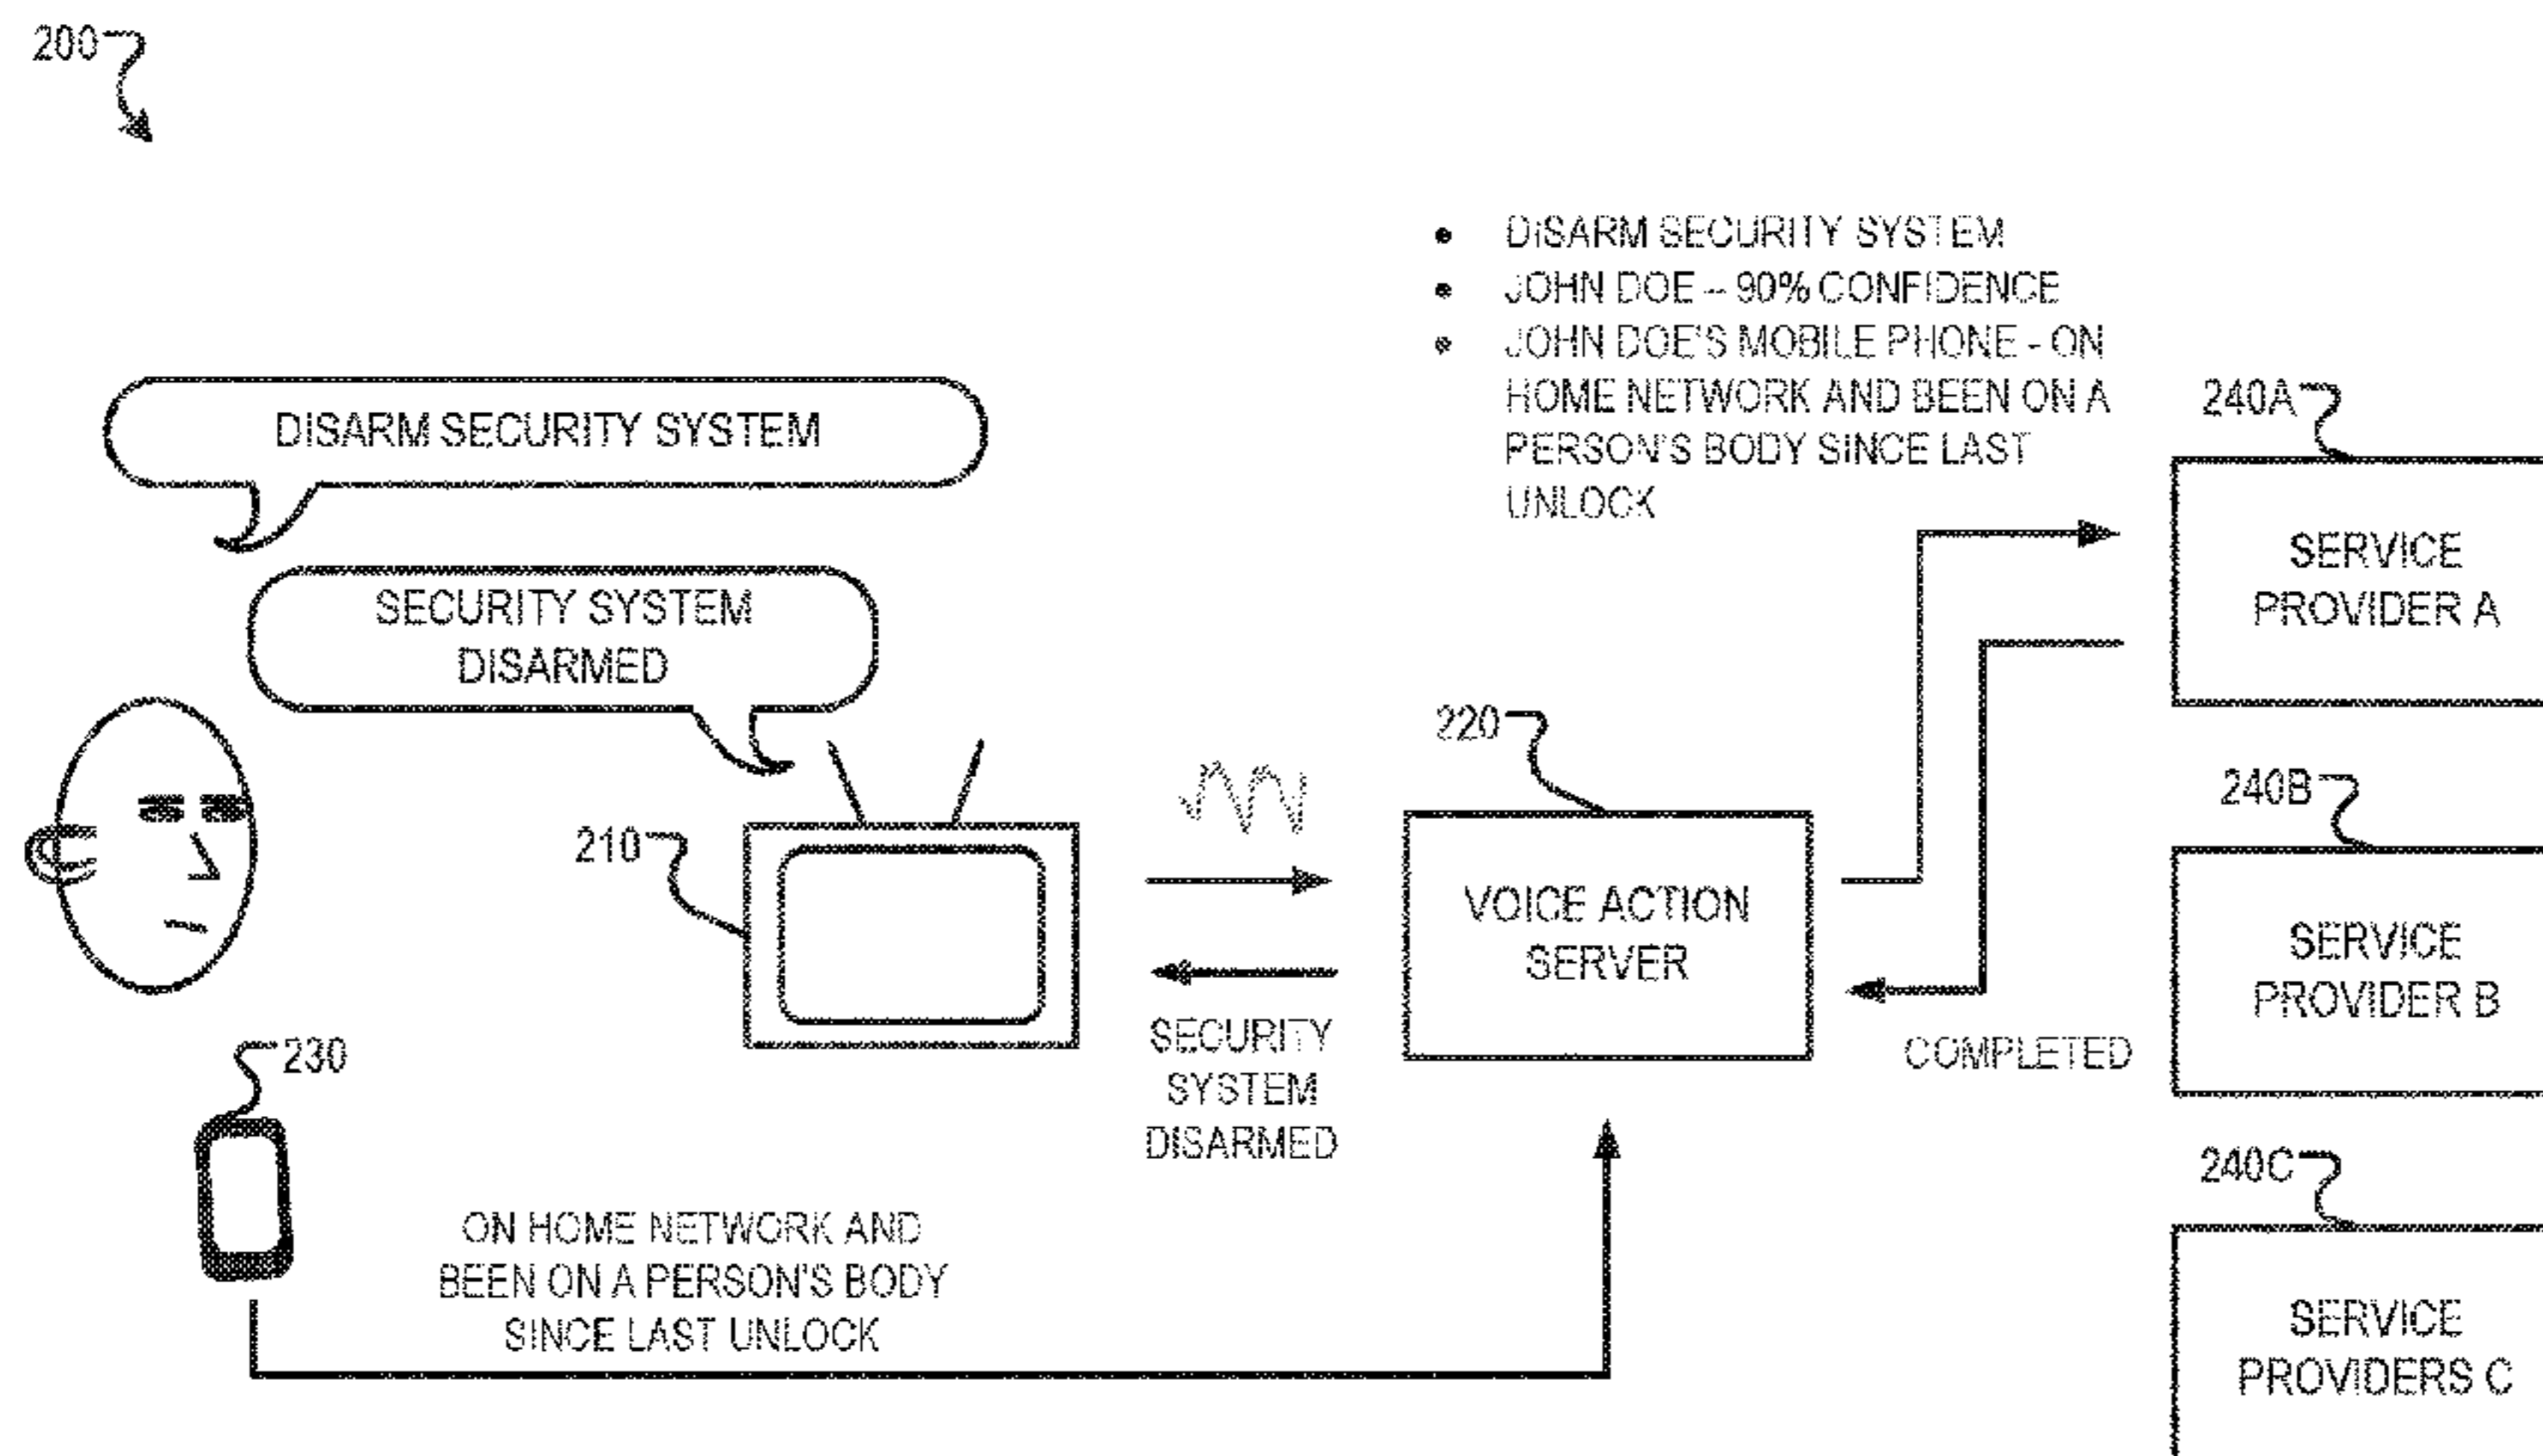 200
• DISARM SECURITY SYSTEM
• JOHN DOE – 90% CONFIDENCE
• JOHN DOE'S MOBILE PHONE - ON
HOME NETWORK AND BEEN ON A
PERSON'S BODY SINCE LAST
UNLOCK
DISARM SECURITY SYSTEM
SECURITY SYSTEM
DISARMED
210
220
VOICE ACTION
SERVER
SECURITY
SYSTEM
DISARMED
COMPLETED
240A
SERVICE
PROVIDER A
240B
SERVICE
PROVIDER B
240C
SERVICE
PROVIDERS C
230
ON HOME NETWORK AND
BEEN ON A PERSON'S BODY
SINCE LAST UNLOCK